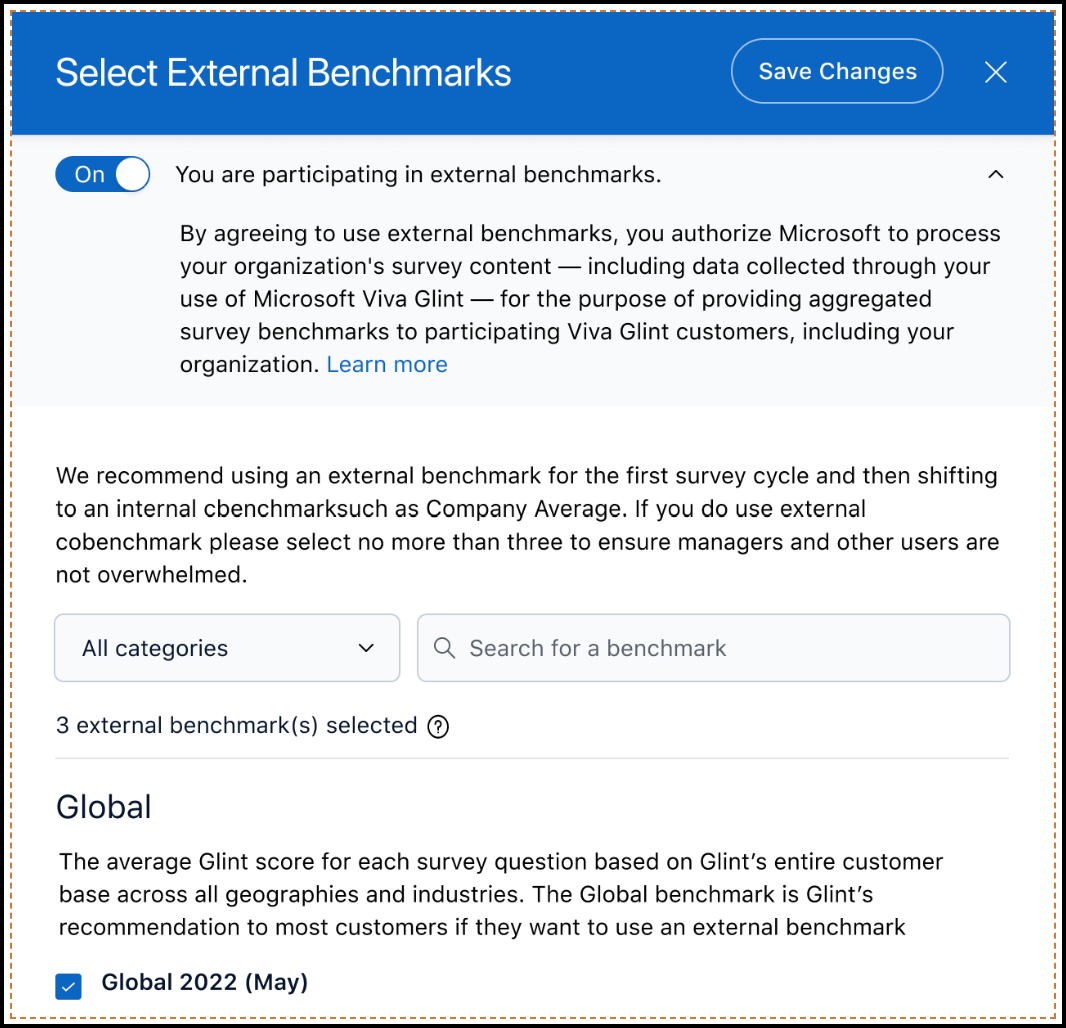 Select External Benchmarks
Save Changes
On
You are participating in external benchmarks.
By agreeing to use external benchmarks, you authorize Microsoft to process
your organization's survey content — including data collected through your
use of Microsoft Viva Glint — for the purpose of providing aggregated
survey benchmarks to participating Viva Glint customers, including your
organization. Learn more
We recommend using an external benchmark for the first survey cycle and then shifting
to an internal cbenchmarksuch as Company Average. If you do use external
cobenchmark please select no more than three to ensure managers and other users are
not overwhelmed.
All categories
Search for a benchmark
3 external benchmark(s) selected ?
Global
The average Glint score for each survey question based on Glint’s entire customer
base across all geographies and industries. The Global benchmark is Glint’s
recommendation to most customers if they want to use an external benchmark
Global 2022 (May)